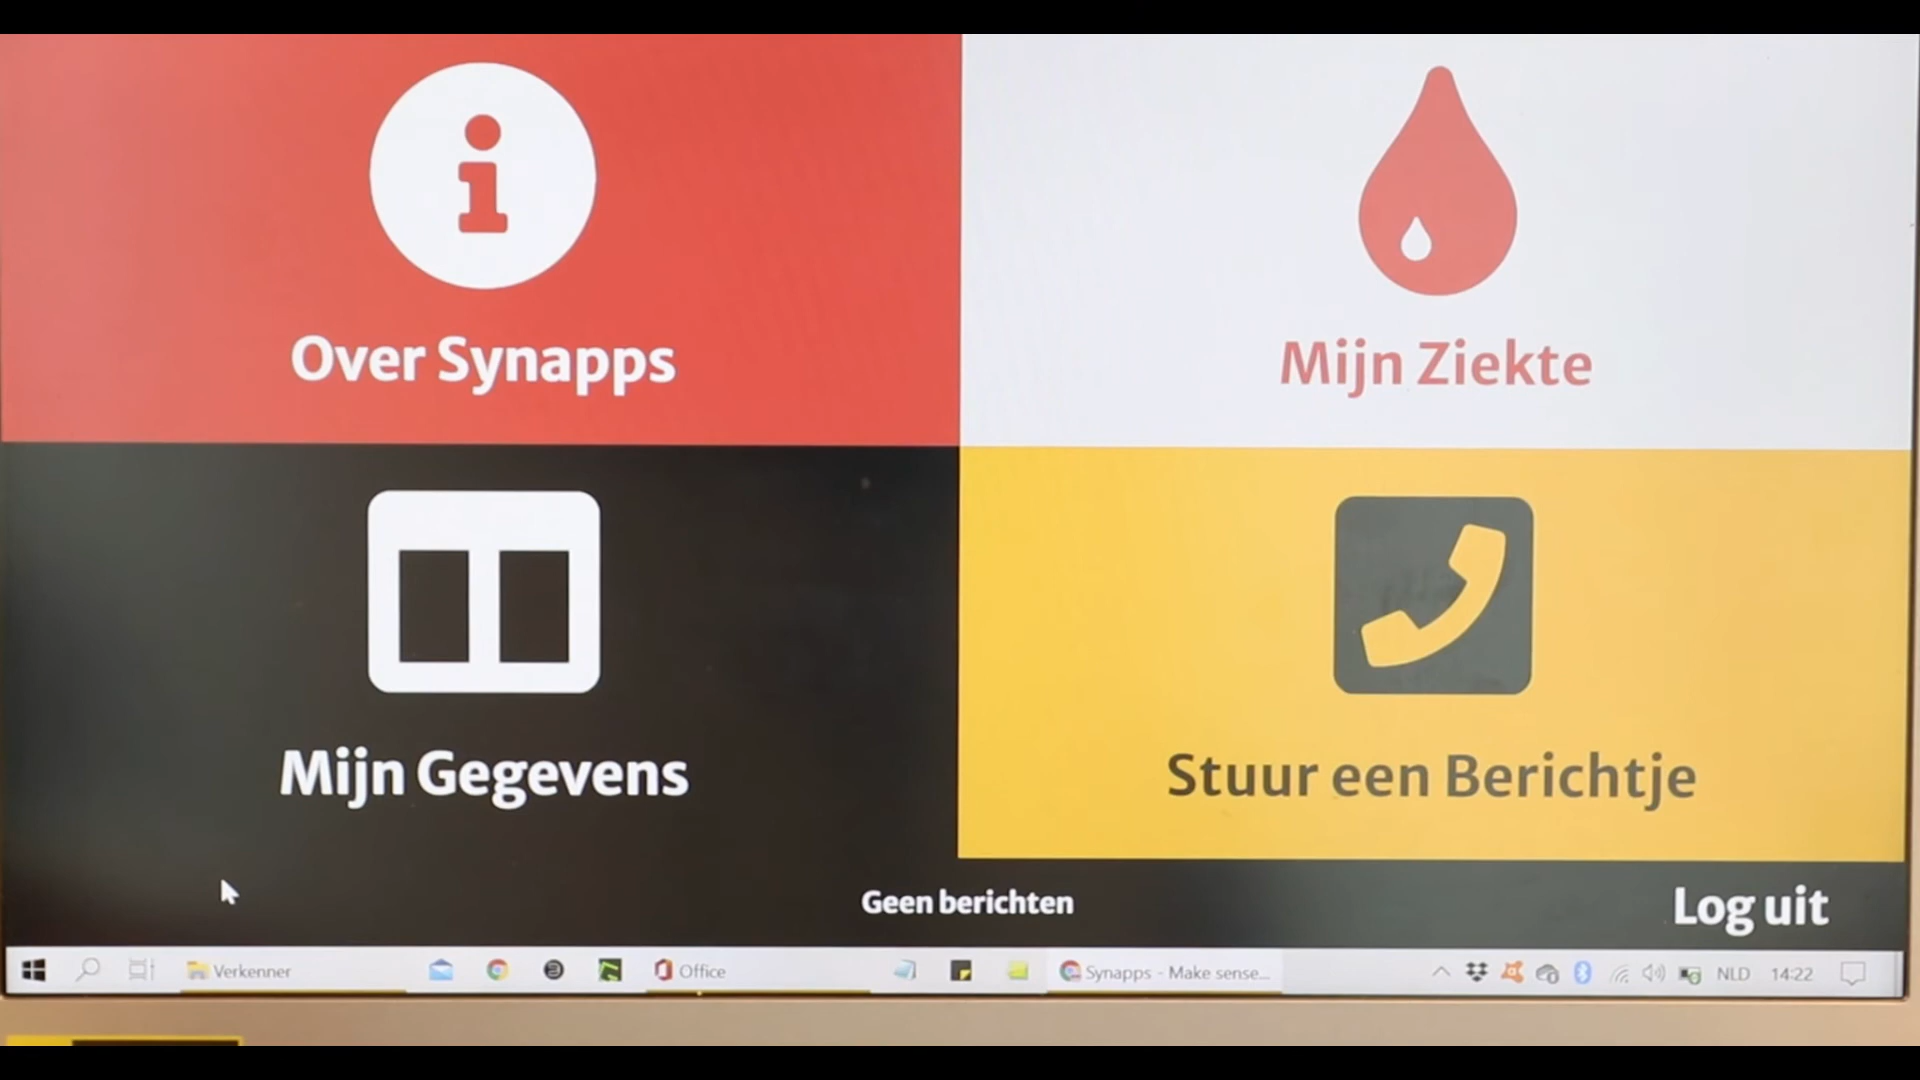 Over Synapps
Mijn Ziekte
Mijn Gegevens
Stuur een Berichtje
Geen berichten
Log uit
Verkenner
Office
Synapps - Make sense...
NLD
14:22